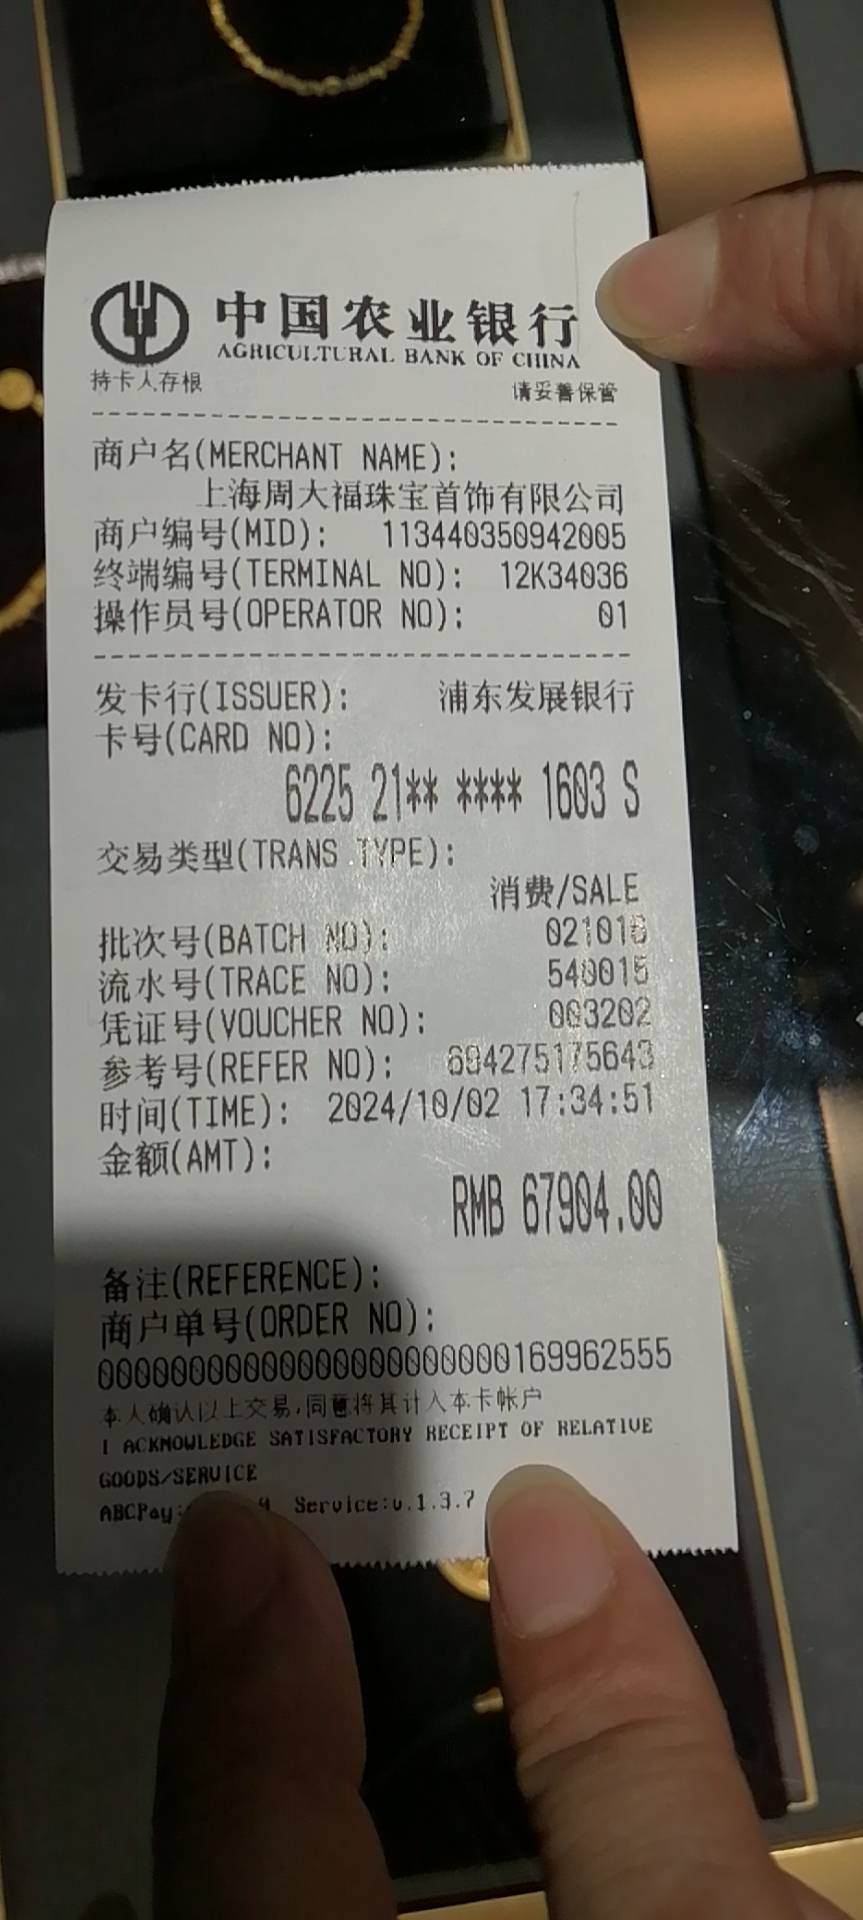 中国农业银行
AGRICULTURAL BANK OF CHINA
持卡人存根 请妥善保管
商户名(MERCHANT NAME):
上海周大福珠宝首饰有限公司
商户编号(MID): 113440350942005
终端编号(TERMINAL NO): 12K34036
操作员号(OPERATOR NO): 01
发卡行(ISSUER): 浦东发展银行
卡号(CARD NO):
6225 21** **** 1603 S
交易类型(TRANS TYPE):
消费/SALE
批次号(BATCH NO): 021016
流水号(TRACE NO): 540015
凭证号(VOUCHER NO): 003202
参考号(REFER NO): 694275175643
时间(TIME): 2024/10/02 17:34:51
金额(AMT):
RMB 67904.00
备注(REFERENCE):
商户单号(ORDER NO):
00000000000000000000000169962555
本人确认以上交易,同意将其计入本卡帐户
I ACKNOWLEDGE SATISFACTORY RECEIPT OF RELATIVE
GOODS/SERVICE
ABCPay: Service:v.1.3.7